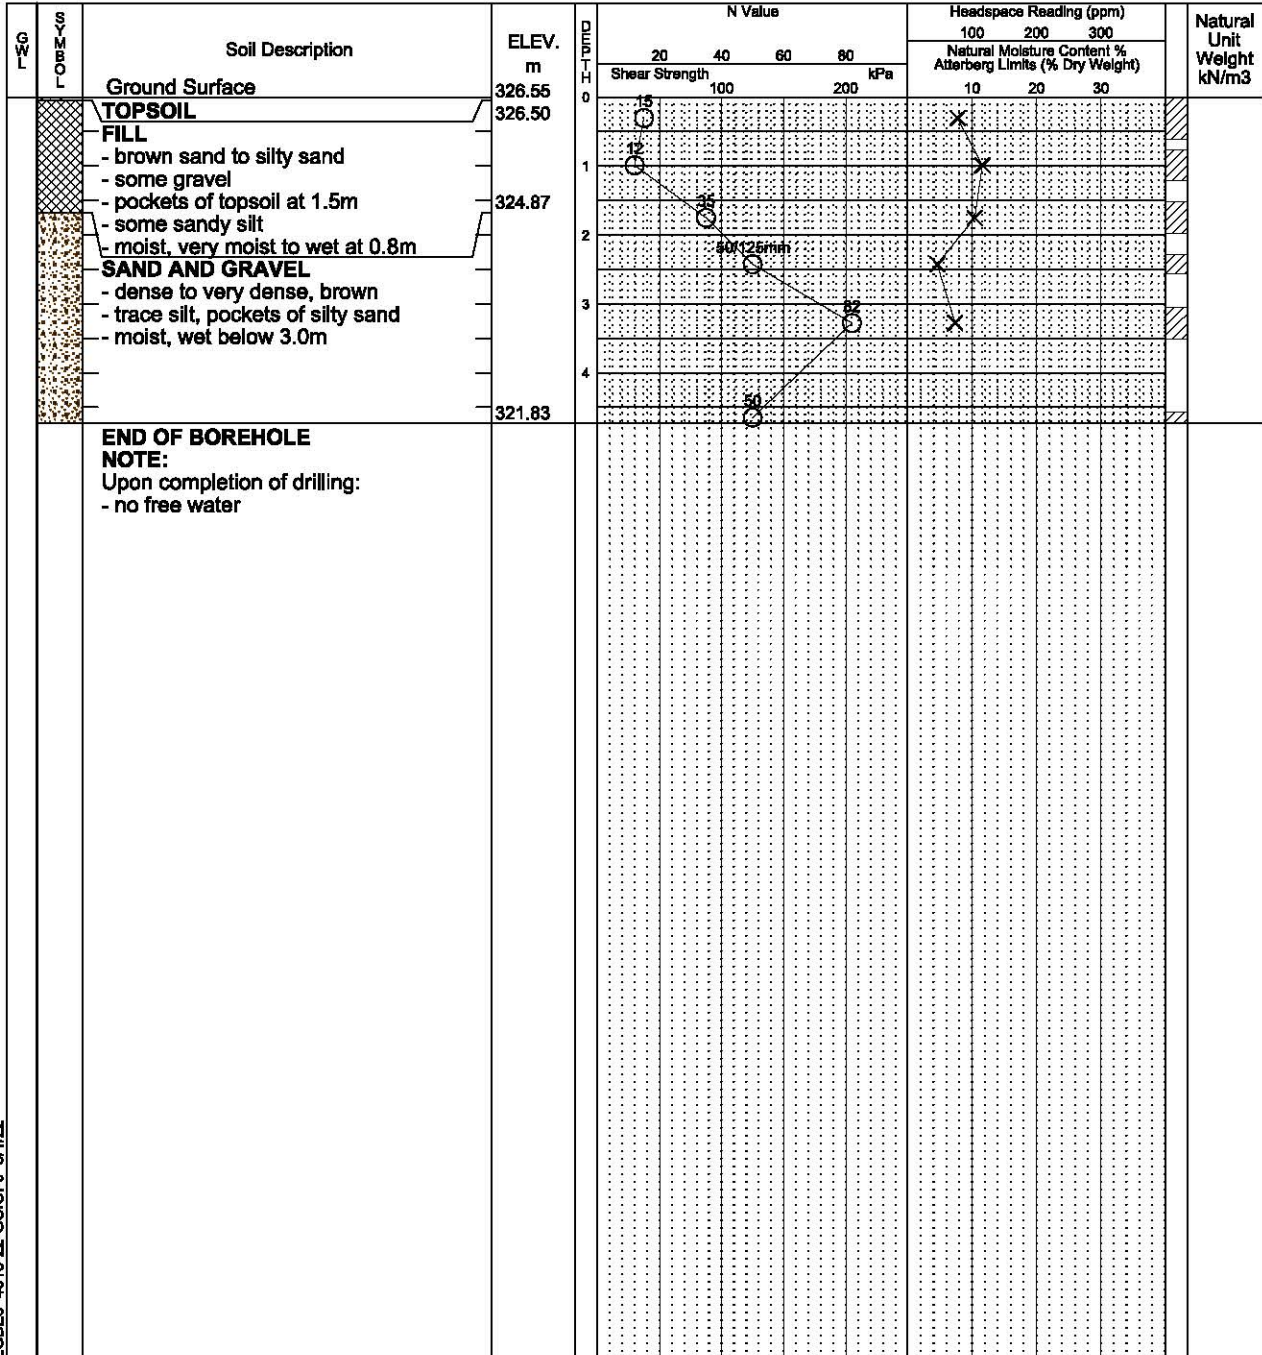 GWL
SYMBOL
Soil Description
ELEV.
m
DEPTH
N Value
20 40 60 80
Shear Strength kPa
100 200
Headspace Reading (ppm)
100 200 300
Natural Moisture Content %
Atterberg Limits (% Dry Weight)
10 20 30
Natural
Unit
Weight
kN/m3
Ground Surface 326.55
0
TOPSOIL 326.50
15
FILL
- brown sand to silty sand
12
- some gravel
1
- pockets of topsoil at 1.5m 324.87
35
- some sandy silt
2
- moist, very moist to wet at 0.8m
50/125mm
SAND AND GRAVEL
- dense to very dense, brown
3
82
- trace silt, pockets of silty sand
- moist, wet below 3.0m
4
50
321.83
END OF BOREHOLE
NOTE:
Upon completion of drilling:
- no free water